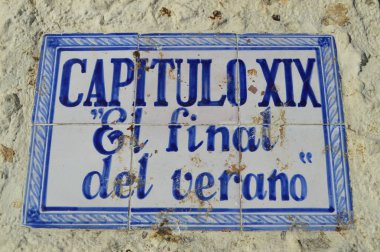 CAPITULO XIX
"El final
del verano"